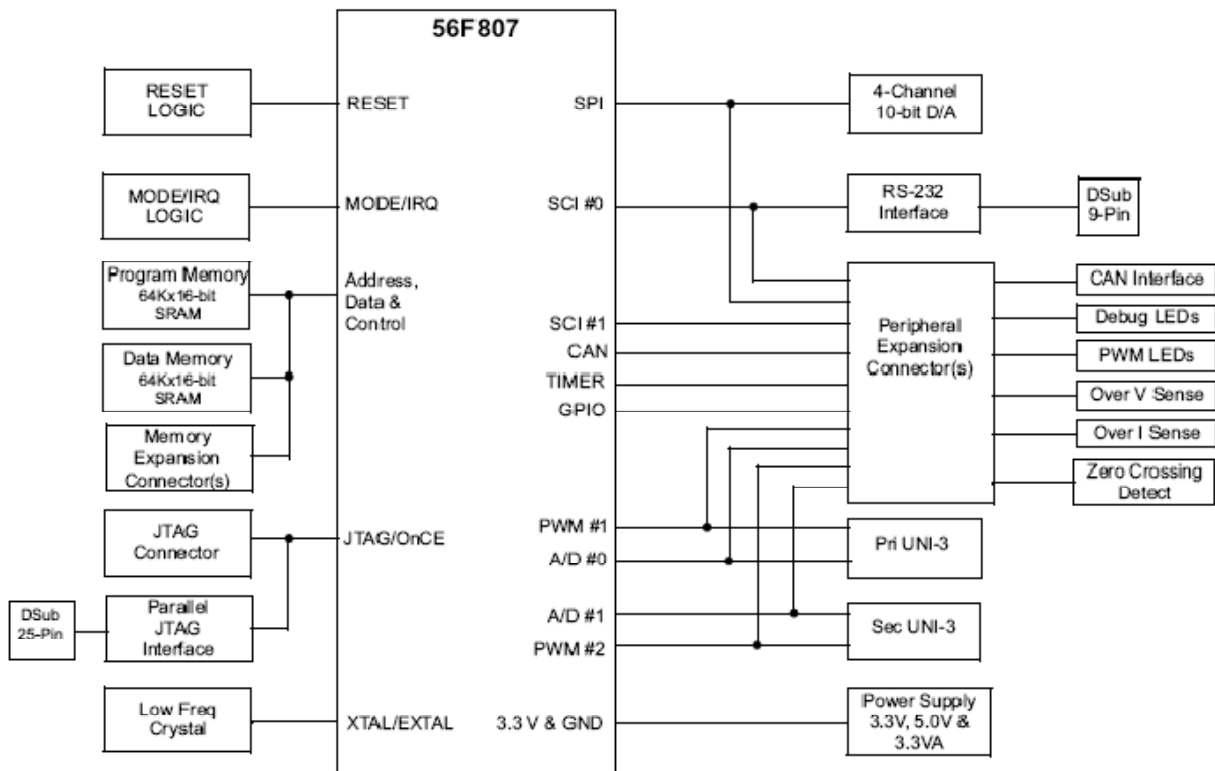 56F807
RESET
LOGIC
RESET
SPI
4-Channel
10-bit D/A
MODE/IRQ
LOGIC
MODE/IRQ
SCI #0
RS-232
Interface
DSub
9-Pin
Program Memory
64Kx16-bit
SRAM
Address,
Data &
Control
Data Memory
64Kx16-bit
SRAM
Memory
Expansion
Connector(s)
SCI #1
CAN
TIMER
GPIO
Peripheral
Expansion
Connector(s)
CAN Interface
Debug LEDs
PWM LEDs
Over V Sense
Over I Sense
Zero Crossing
Detect
JTAG
Connector
JTAG/OnCE
PWM #1
A/D #0
Pri UNI-3
DSub
25-Pin
Parallel
JTAG
Interface
A/D #1
PWM #2
Sec UNI-3
Low Freq
Crystal
XTAL/EXTAL
3.3 V & GND
Power Supply
3.3V, 5.0V &
3.3VA